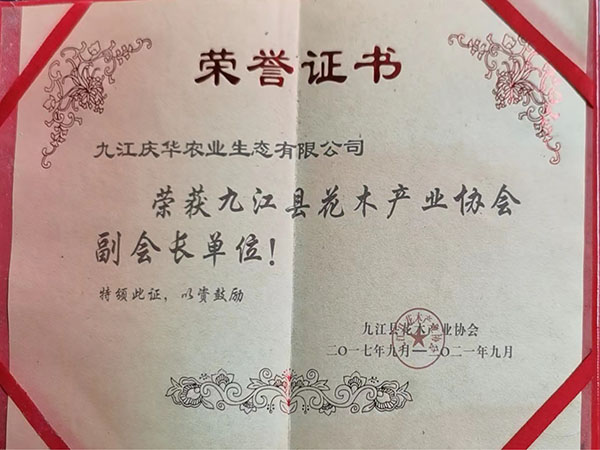 荣誉证书
九江庆华农业生态有限公司
荣获九江县花木产业协会
副会长单位！
特颁此证，以资鼓励
九江县花木产业协会
二〇一七年九月—二〇二一年九月